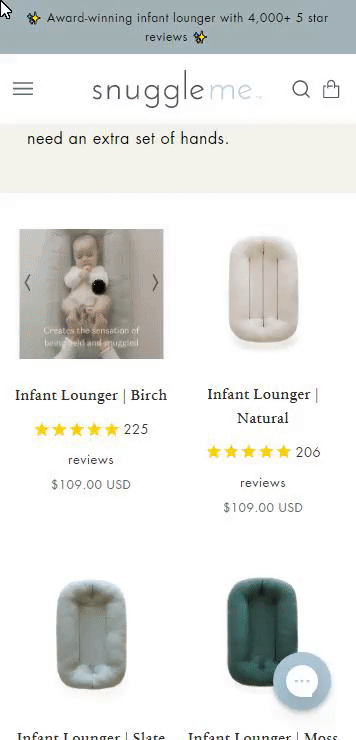 ✨ Award-winning infant lounger with 4,000+ 5 star
reviews ✨
snuggleme™
need an extra set of hands.
Creates the sensation of
being held and snuggled
Infant Lounger | Birch
225
reviews
$109.00 USD
Infant Lounger |
Natural
206
reviews
$109.00 USD
Infant Lounger | Slate
Infant Lounger | Moss